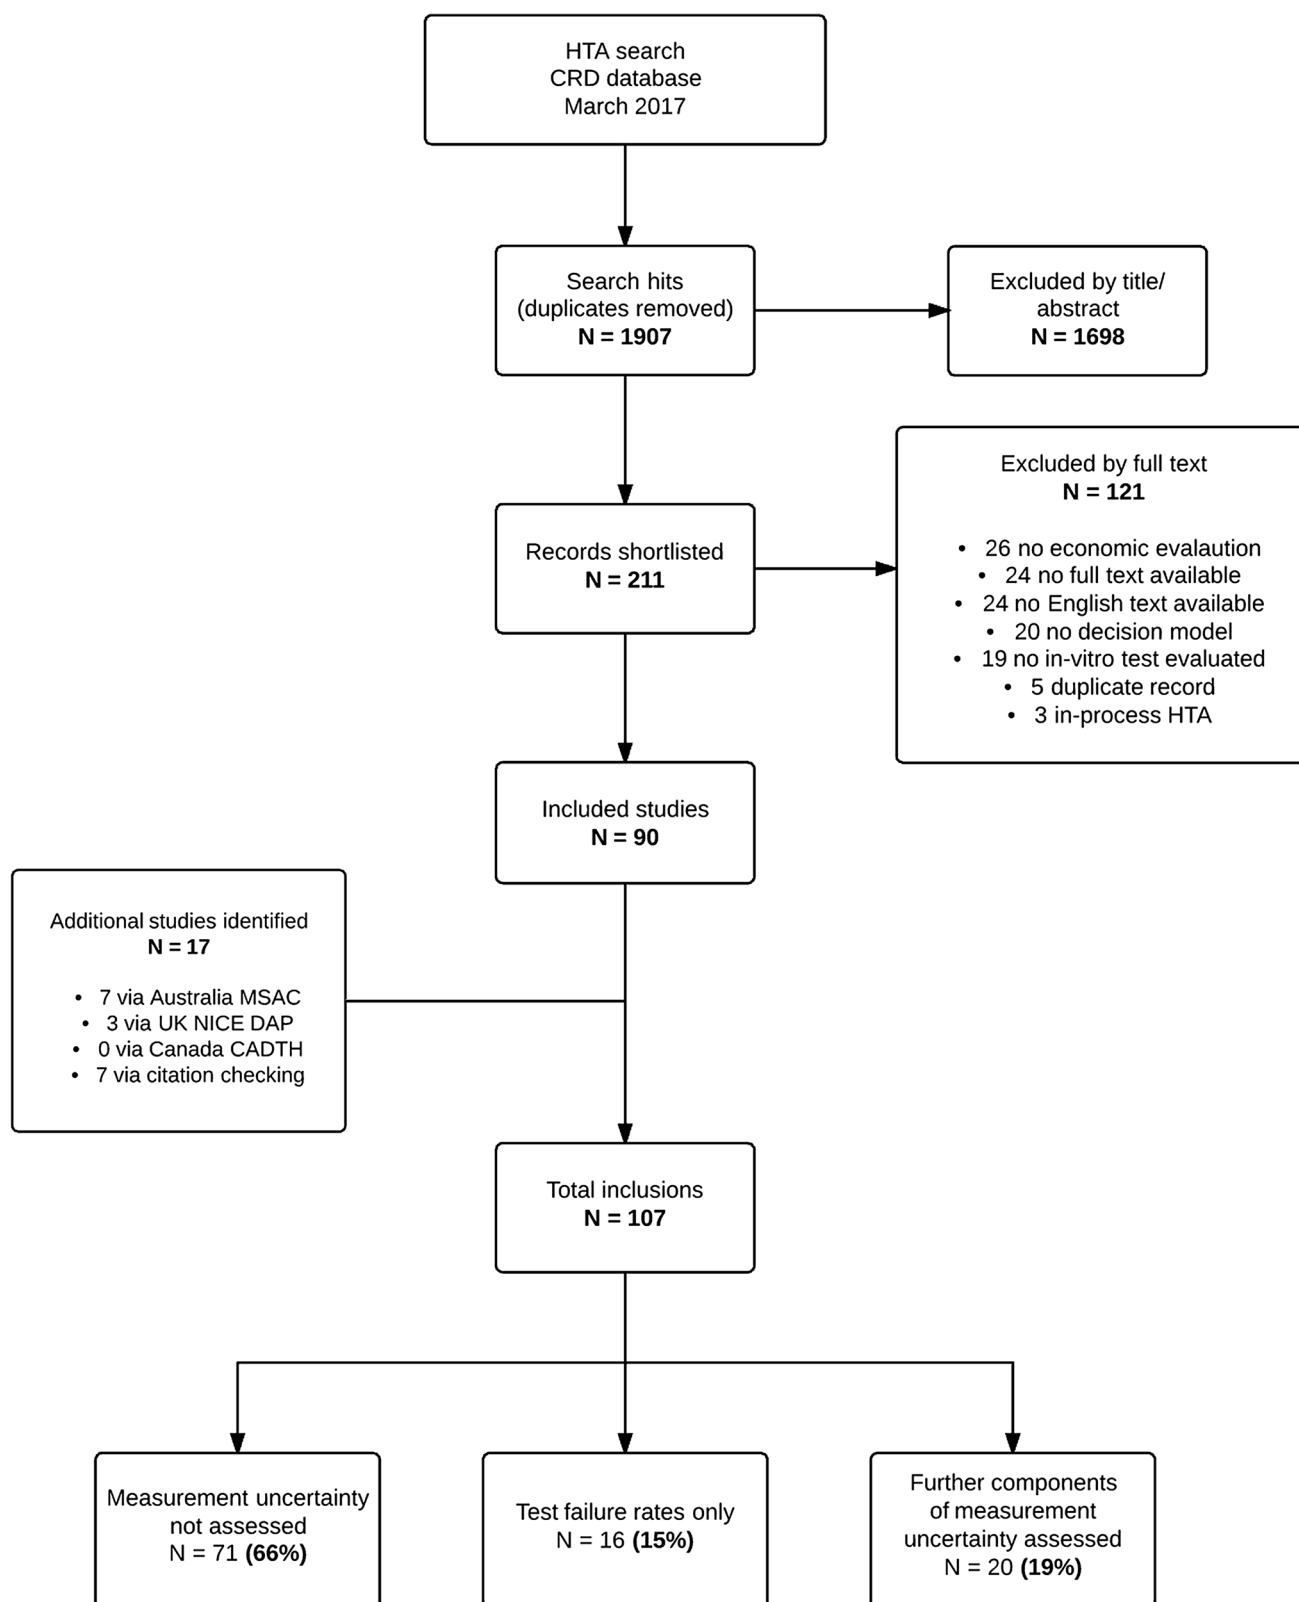 HTA search
CRD database
March 2017
Search hits
(duplicates removed)
N = 1907
Excluded by title/
abstract
N = 1698
Excluded by full text
N = 121
• 26 no economic evalaution
• 24 no full text available
• 24 no English text available
• 20 no decision model
• 19 no in-vitro test evaluated
• 5 duplicate record
• 3 in-process HTA
Records shortlisted
N = 211
Included studies
N = 90
Additional studies identified
N = 17
• 7 via Australia MSAC
• 3 via UK NICE DAP
• 0 via Canada CADTH
• 7 via citation checking
Total inclusions
N = 107
Measurement uncertainty
not assessed
N = 71 (66%)
Test failure rates only
N = 16 (15%)
Further components
of measurement
uncertainty assessed
N = 20 (19%)